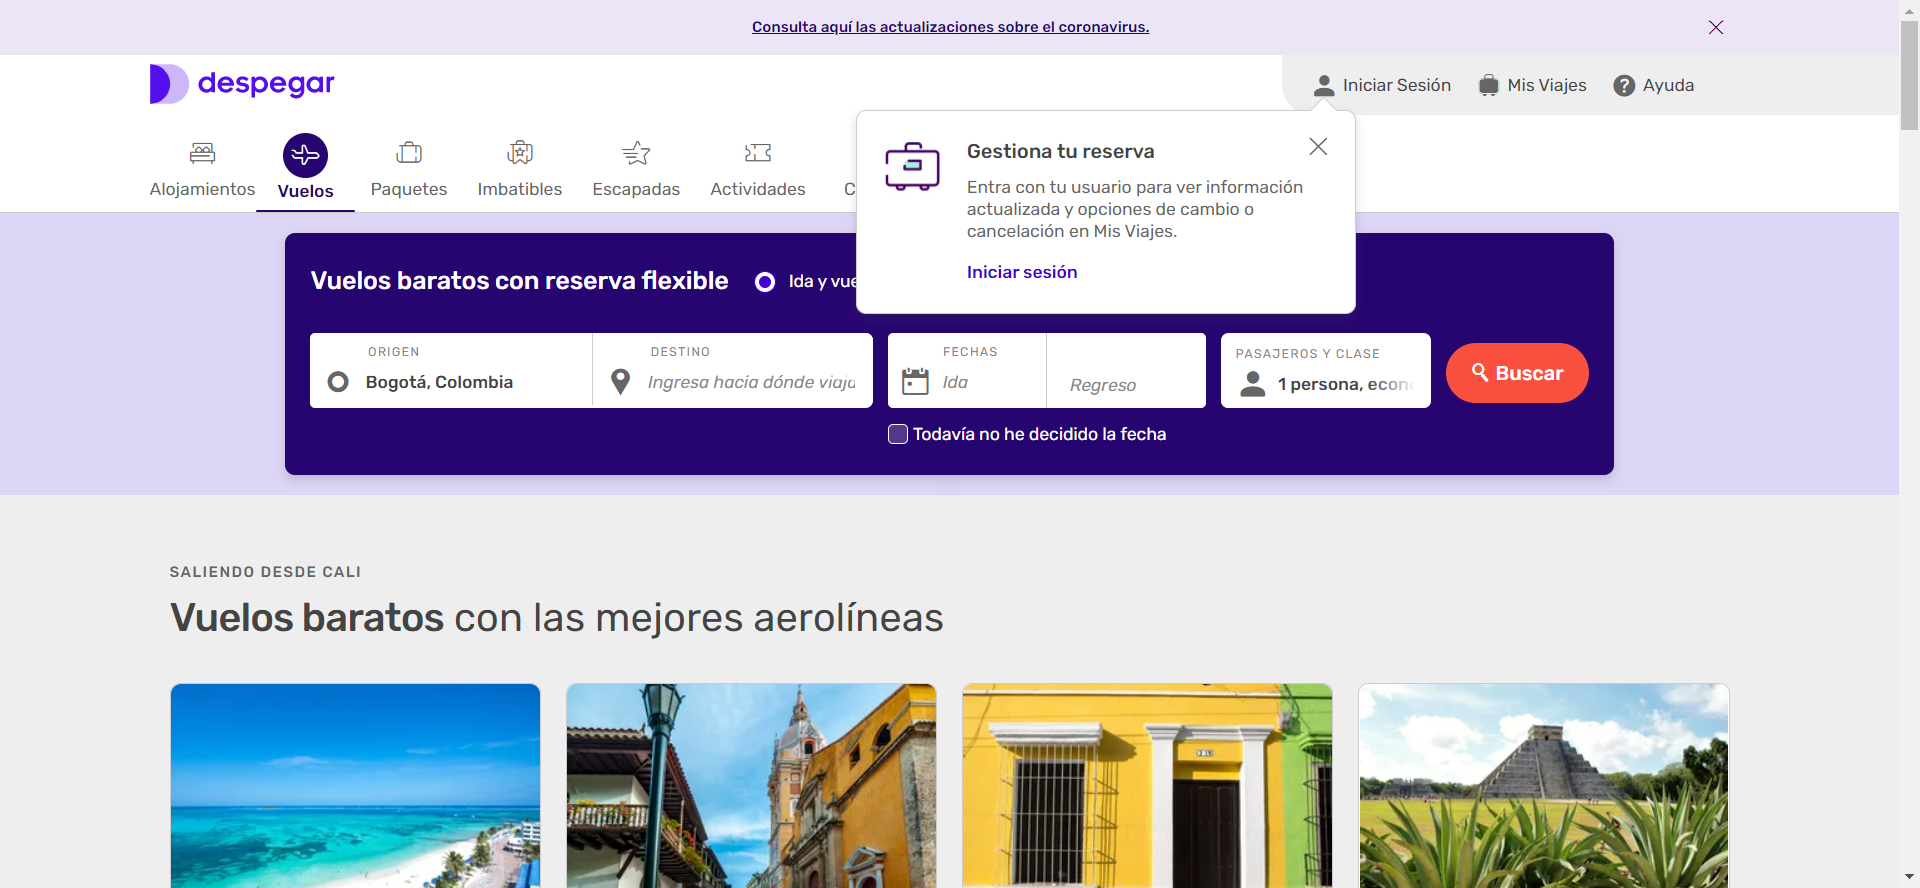 Consulta aquí las actualizaciones sobre el coronavirus.
despegar
Iniciar Sesión
Mis Viajes
Ayuda
Alojamientos
Vuelos
Paquetes
Imbatibles
Escapadas
Actividades
C
Gestiona tu reserva
Entra con tu usuario para ver información
actualizada y opciones de cambio o
cancelación en Mis Viajes.
Iniciar sesión
Vuelos baratos con reserva flexible
Ida y vue
ORIGEN
Bogotá, Colombia
DESTINO
Ingresa hacia dónde viaja
FECHAS
Ida
Regreso
PASAJEROS Y CLASE
1 persona, econ
Buscar
Todavía no he decidido la fecha
SALIENDO DESDE CALI
Vuelos baratos con las mejores aerolíneas